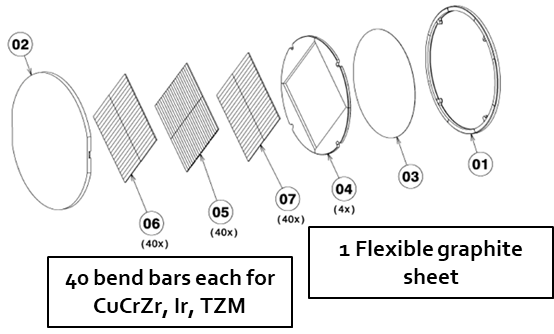 02
06
(40x)
05
(40x)
07
(40x)
04
(4x)
03
01
40 bend bars each for
CuCrZr, Ir, TZM
1 Flexible graphite
sheet